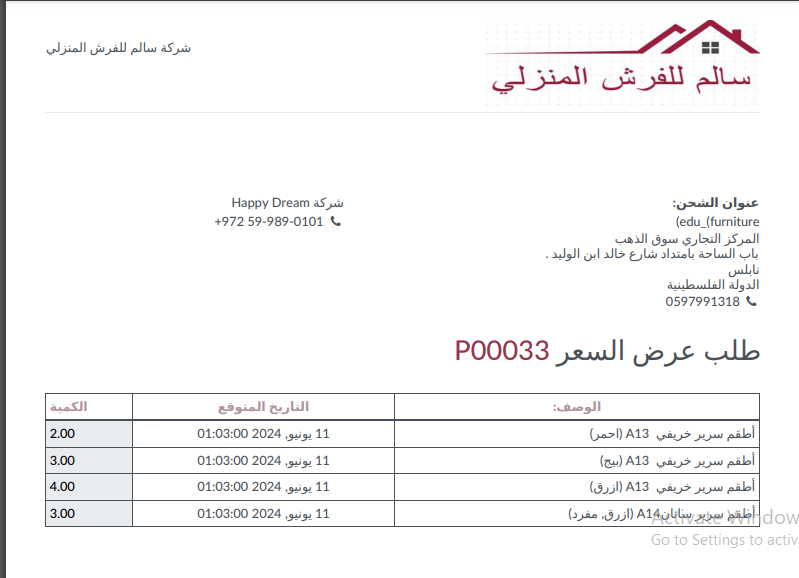 سالم للفرش المنزلي
شركة سالم للفرش المنزلي
عنوان الشحن:
(edu_(furniture
المركز التجاري سوق الذهب
باب الساحة بامتداد شارع خالد ابن الوليد .
نابلس
الدولة الفلسطينية
0597991318
شركة Happy Dream
+972 59-989-0101
طلب عرض السعر P00033
الوصف: التاريخ المتوقع الكمية
أطقم سرير خريفي A13 (احمر) 11 يونيو, 2024 01:03:00 2.00
أطقم سرير خريفي A13 (بيج) 11 يونيو, 2024 01:03:00 3.00
أطقم سرير خريفي A13 (ازرق) 11 يونيو, 2024 01:03:00 4.00
أطقم سرير ساتان A14 (ازرق, مفرد) 11 يونيو, 2024 01:03:00 3.00
Activate Window
Go to Settings to activ